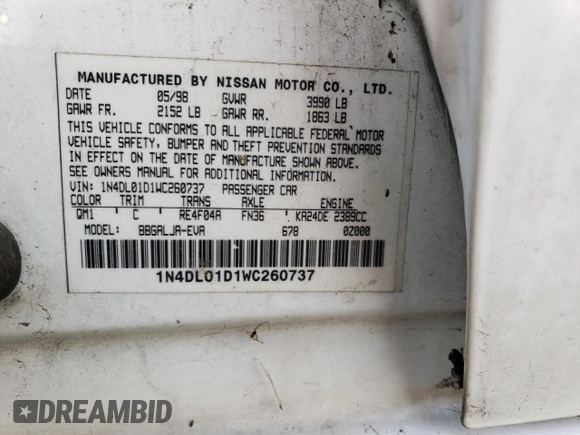 MANUFACTURED BY NISSAN MOTOR CO., LTD.
DATE 05/98 GVWR 3990 LB
GAWR FR. 2152 LB GAWR RR. 1863 LB
THIS VEHICLE CONFORMS TO ALL APPLICABLE FEDERAL MOTOR
VEHICLE SAFETY, BUMPER AND THEFT PREVENTION STANDARDS
IN EFFECT ON THE DATE OF MANUFACTURE SHOWN ABOVE.
SEE OWNERS MANUAL FOR ADDITIONAL INFORMATION.
VIN: 1N4DL01D1WC260737 PASSENGER CAR
COLOR TRIM TRANS AXLE ENGINE
QM1 C RE4F04A FN36 KA24DE 2389CC
MODEL: BBGALJA-EVA 678 02000
1N4DL01D1WC260737
DREAMBID